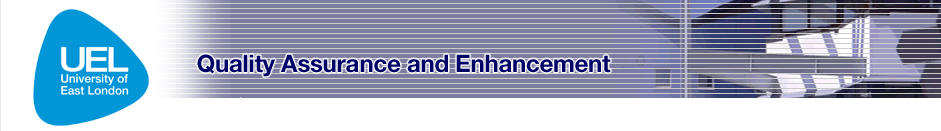 UEL
University of
East London
Quality Assurance and Enhancement